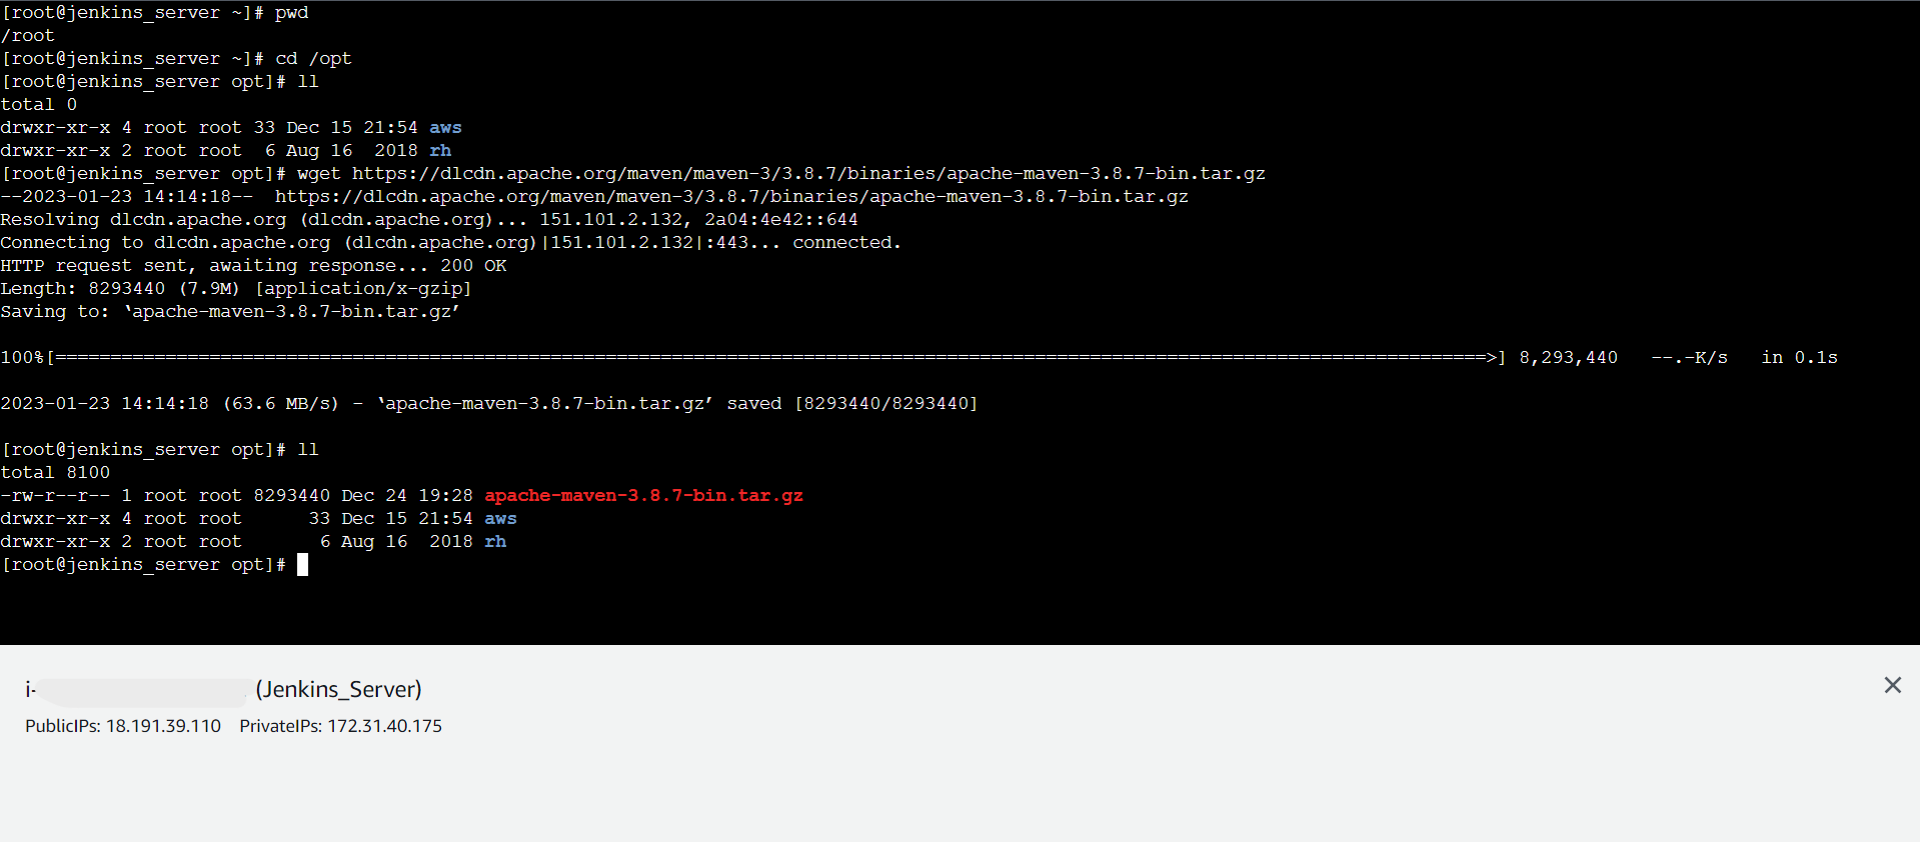 [root@jenkins_server ~]# pwd
/root
[root@jenkins_server ~]# cd /opt
[root@jenkins_server opt]# ll
total 0
drwxr-xr-x 4 root root 33 Dec 15 21:54 aws
drwxr-xr-x 2 root root  6 Aug 16  2018 rh
[root@jenkins_server opt]# wget https://dlcdn.apache.org/maven/maven-3/3.8.7/binaries/apache-maven-3.8.7-bin.tar.gz
--2023-01-23 14:14:18--  https://dlcdn.apache.org/maven/maven-3/3.8.7/binaries/apache-maven-3.8.7-bin.tar.gz
Resolving dlcdn.apache.org (dlcdn.apache.org)... 151.101.2.132, 2a04:4e42::644
Connecting to dlcdn.apache.org (dlcdn.apache.org)|151.101.2.132|:443... connected.
HTTP request sent, awaiting response... 200 OK
Length: 8293440 (7.9M) [application/x-gzip]
Saving to: ‘apache-maven-3.8.7-bin.tar.gz’
100%[==================================================================================================================================>] 8,293,440   --.-K/s   in 0.1s
2023-01-23 14:14:18 (63.6 MB/s) - ‘apache-maven-3.8.7-bin.tar.gz’ saved [8293440/8293440]
[root@jenkins_server opt]# ll
total 8100
-rw-r--r-- 1 root root 8293440 Dec 24 19:28 apache-maven-3.8.7-bin.tar.gz
drwxr-xr-x 4 root root      33 Dec 15 21:54 aws
drwxr-xr-x 2 root root       6 Aug 16  2018 rh
[root@jenkins_server opt]#
i- (Jenkins_Server)
PublicIPs: 18.191.39.110   PrivateIPs: 172.31.40.175